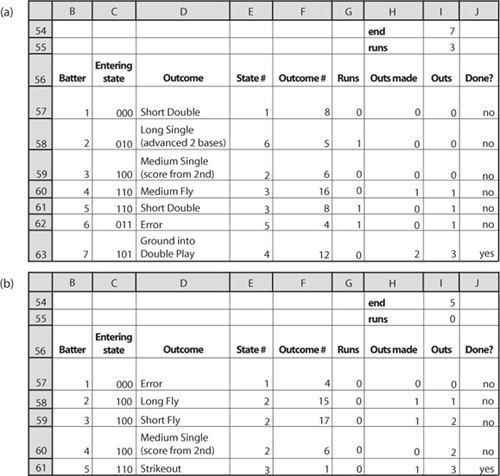 (a)
B C D E F G H I J
54 end 7
55 runs 3
56 Batter Entering state Outcome State # Outcome # Runs Outs made Outs Done?
57 1 000 Short Double 1 8 0 0 0 no
58 2 010 Long Single (advanced 2 bases) 6 5 1 0 0 no
59 3 100 Medium Single (score from 2nd) 2 6 0 0 0 no
60 4 110 Medium Fly 3 16 0 1 1 no
61 5 110 Short Double 3 8 1 0 1 no
62 6 011 Error 5 4 1 0 1 no
63 7 101 Ground into Double Play 4 12 0 2 3 yes
(b)
B C D E F G H I J
54 end 5
55 runs 0
56 Batter Entering state Outcome State # Outcome # Runs Outs made Outs Done?
57 1 000 Error 1 4 0 0 0 no
58 2 100 Long Fly 2 15 0 1 1 no
59 3 100 Short Fly 2 17 0 1 2 no
60 4 100 Medium Single (score from 2nd) 2 6 0 0 2 no
61 5 110 Strikeout 3 1 0 1 3 yes